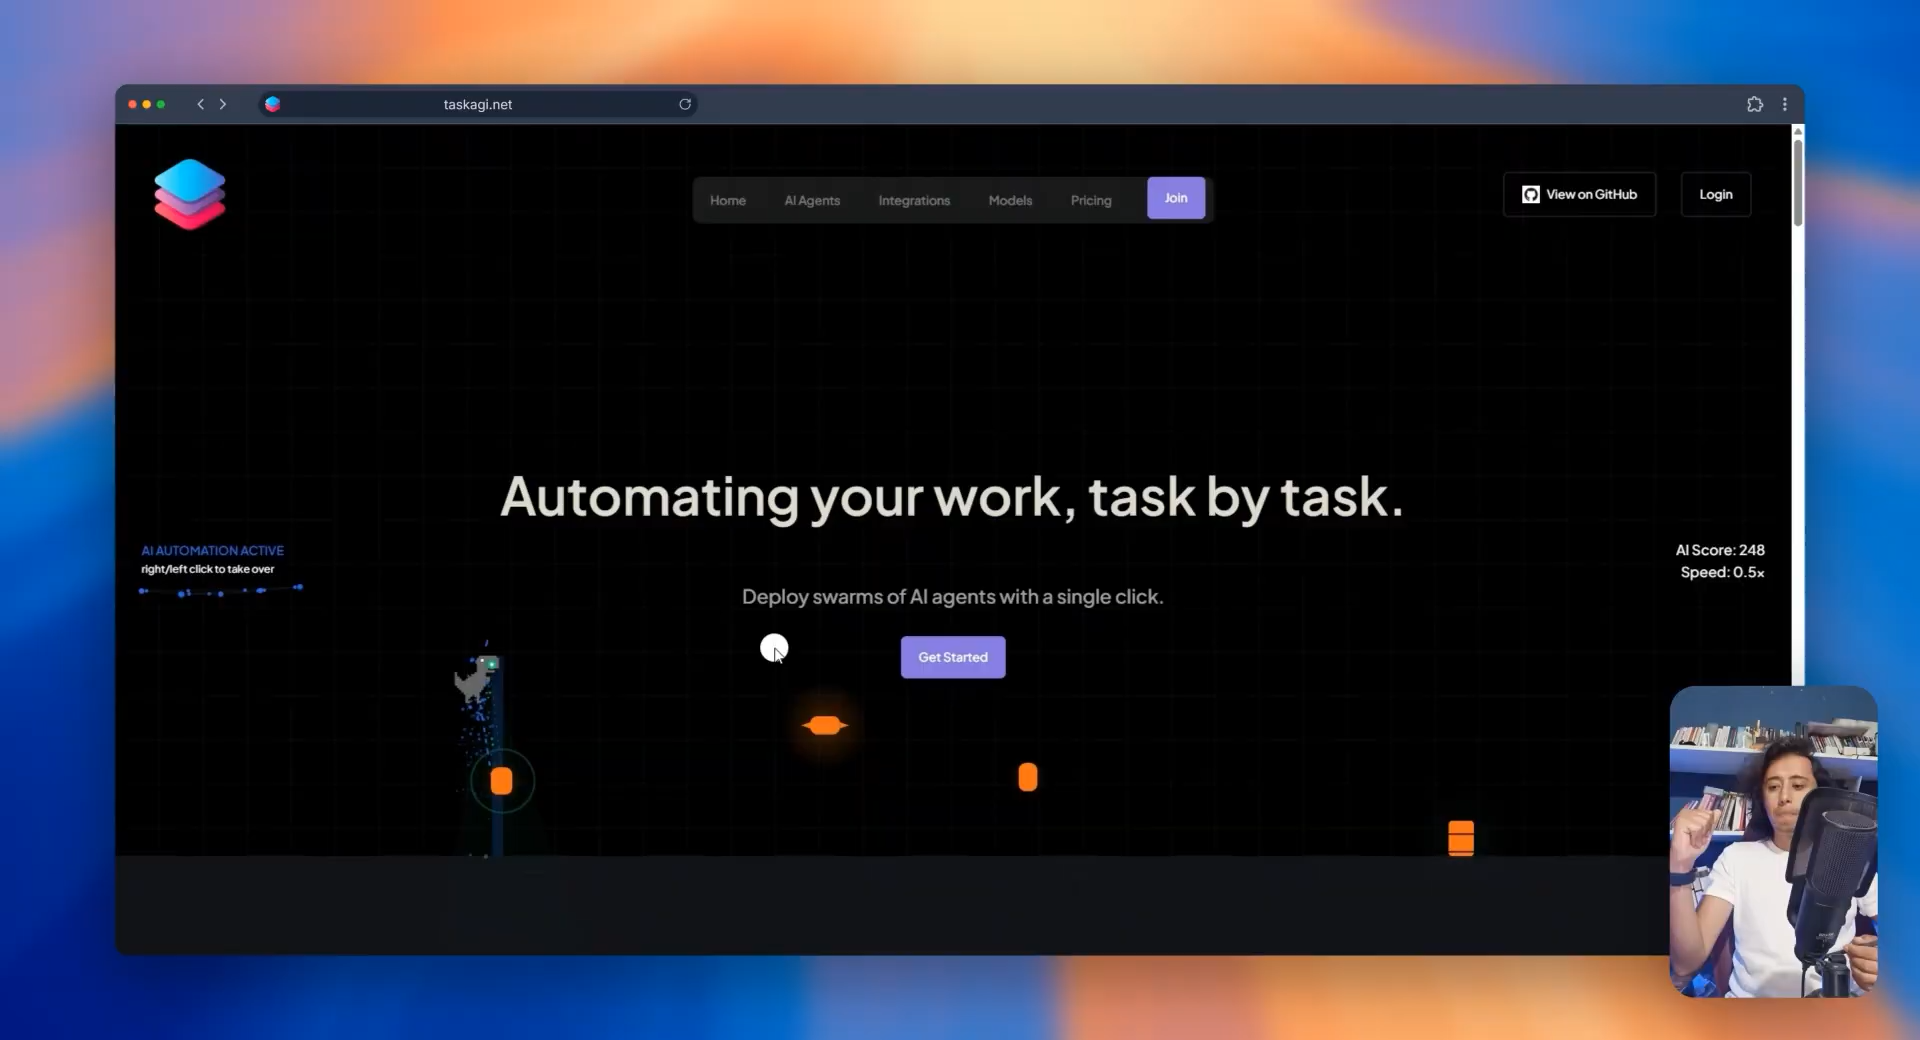 taskagi.net
Home
AI Agents
Integrations
Models
Pricing
Join
View on GitHub
Login
Automating your work, task by task.
AI AUTOMATION ACTIVE
right/left click to take over
AI Score: 248
Speed: 0.5×
Deploy swarms of AI agents with a single click.
Get Started